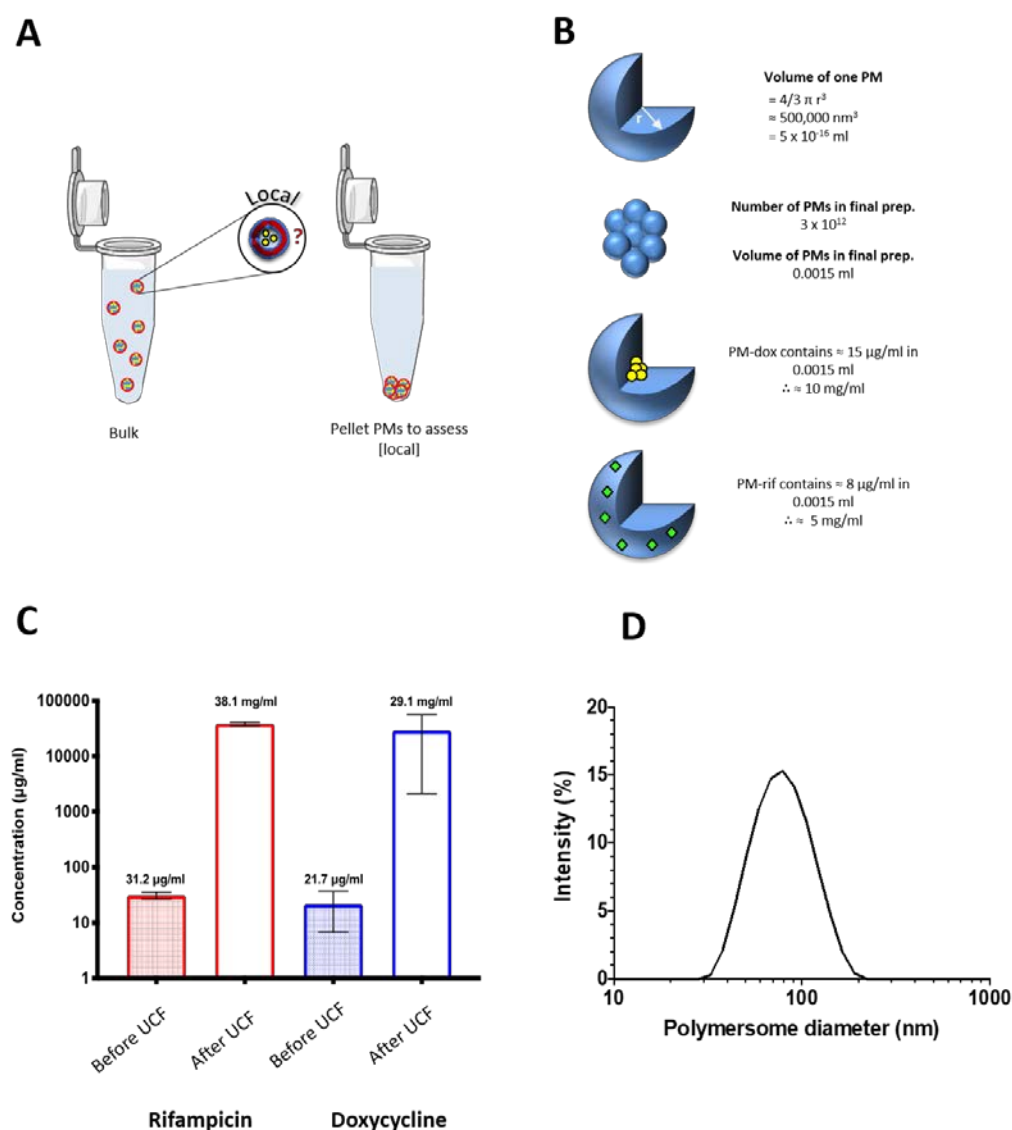 A
Local
?
Bulk
Pellet PMs to assess
[local]
B
r
Volume of one PM
= 4/3 π r³
≈ 500,000 nm³
= 5 x 10⁻¹⁶ ml
Number of PMs in final prep.
3 x 10¹²
Volume of PMs in final prep.
0.0015 ml
PM-dox contains ≈ 15 µg/ml in
0.0015 ml
∴ ≈ 10 mg/ml
PM-rif contains ≈ 8 µg/ml in
0.0015 ml
∴ ≈ 5 mg/ml
C
Concentration (µg/ml)
100000
10000
1000
100
10
1
31.2 µg/ml
38.1 mg/ml
21.7 µg/ml
29.1 mg/ml
Before UCF
After UCF
Before UCF
After UCF
Rifampicin
Doxycycline
D
Intensity (%)
20
15
10
5
0
10
100
1000
Polymersome diameter (nm)